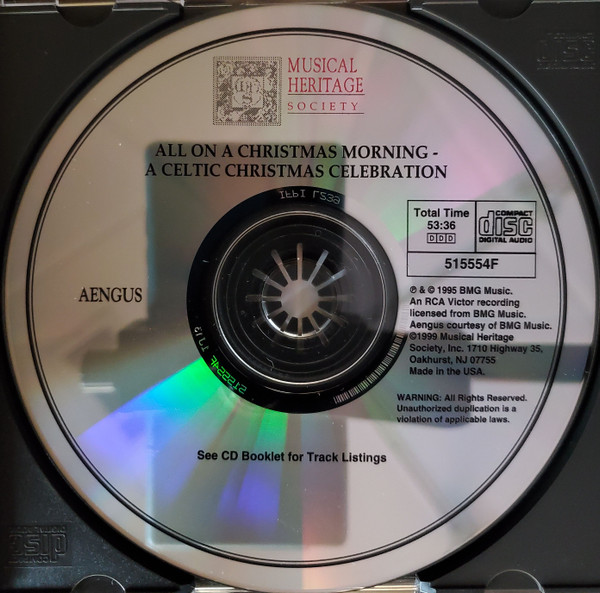 MUSICAL
HERITAGE
SOCIETY
ALL ON A CHRISTMAS MORNING -
A CELTIC CHRISTMAS CELEBRATION
IFPI L536
Total Time
53:36
DDD
COMPACT
disc
DIGITAL AUDIO
515554F
AENGUS
℗ & © 1995 BMG Music.
An RCA Victor recording
licensed from BMG Music.
Aengus courtesy of BMG Music.
©1999 Musical Heritage
Society, Inc. 1710 Highway 35,
Oakhurst, NJ 07755
Made in the USA.
WARNING: All Rights Reserved.
Unauthorized duplication is a
violation of applicable laws.
See CD Booklet for Track Listings